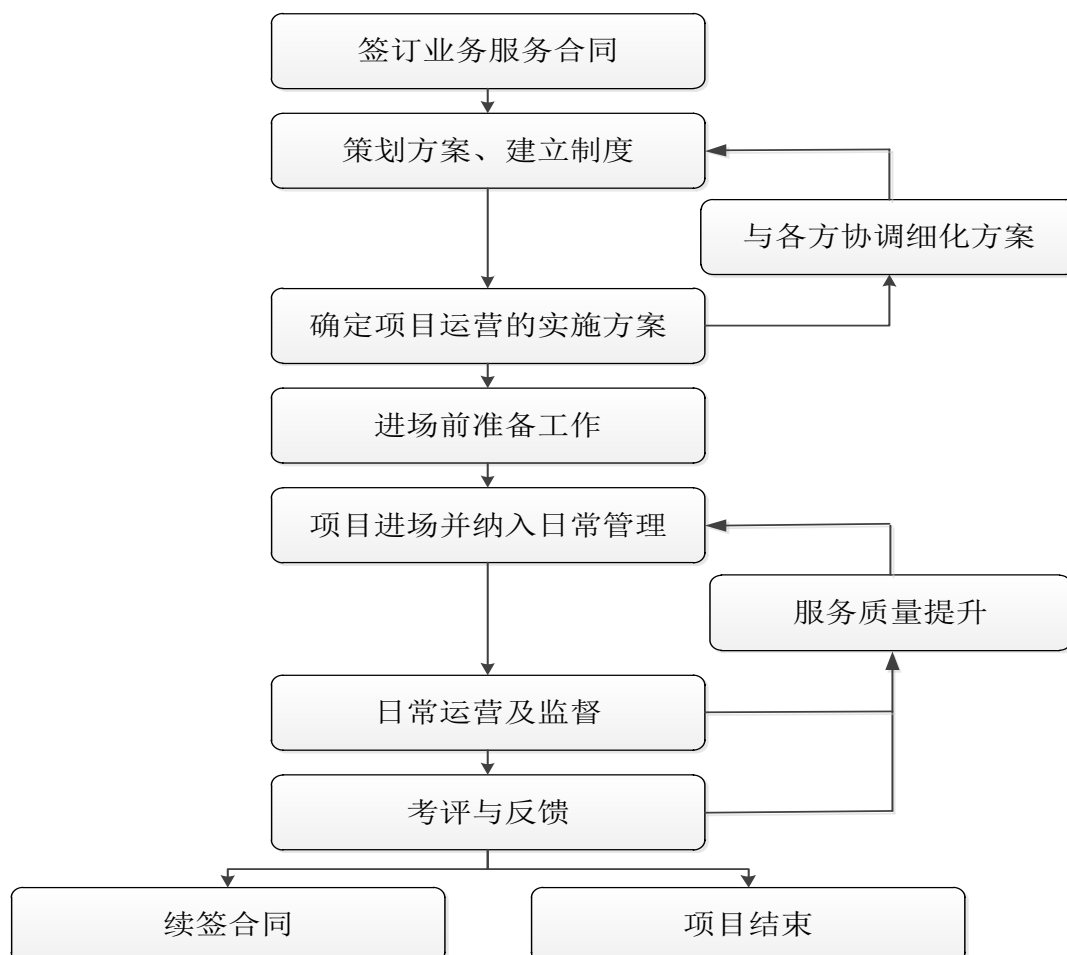 签订业务服务合同
策划方案、建立制度
与各方协调细化方案
确定项目运营的实施方案
进场前准备工作
项目进场并纳入日常管理
服务质量提升
日常运营及监督
考评与反馈
续签合同
项目结束